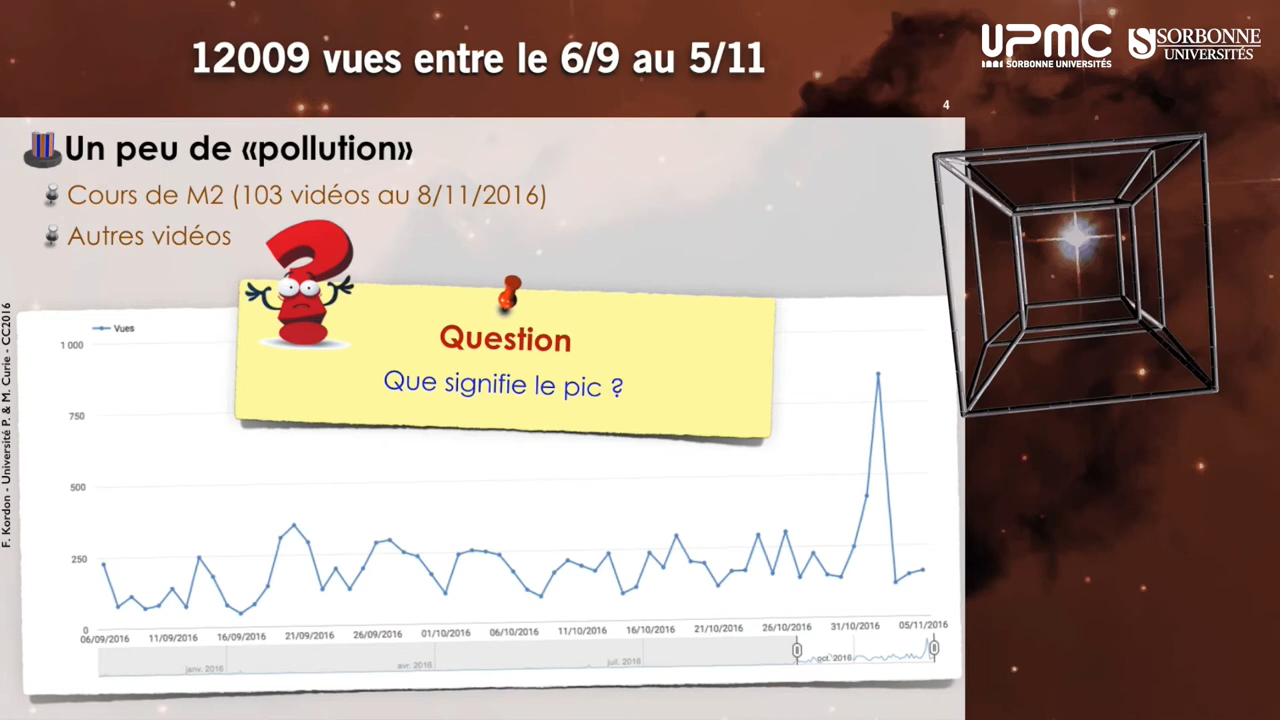 12009 vues entre le 6/9 au 5/11
UPMC
SORBONNE UNIVERSITÉS
SORBONNE
UNIVERSITÉS
4
Un peu de «pollution»
Cours de M2 (103 vidéos au 8/11/2016)
Autres vidéos
Question
Que signifie le pic ?
Vues
1 000
750
500
250
0
06/09/2016 11/09/2016 16/09/2016 21/09/2016 26/09/2016 01/10/2016 06/10/2016 11/10/2016 16/10/2016 21/10/2016 26/10/2016 31/10/2016 05/11/2016
janv. 2016 avr. 2016 juil. 2016 oct. 2016
F. Kordon - Université P. & M. Curie - CC2016